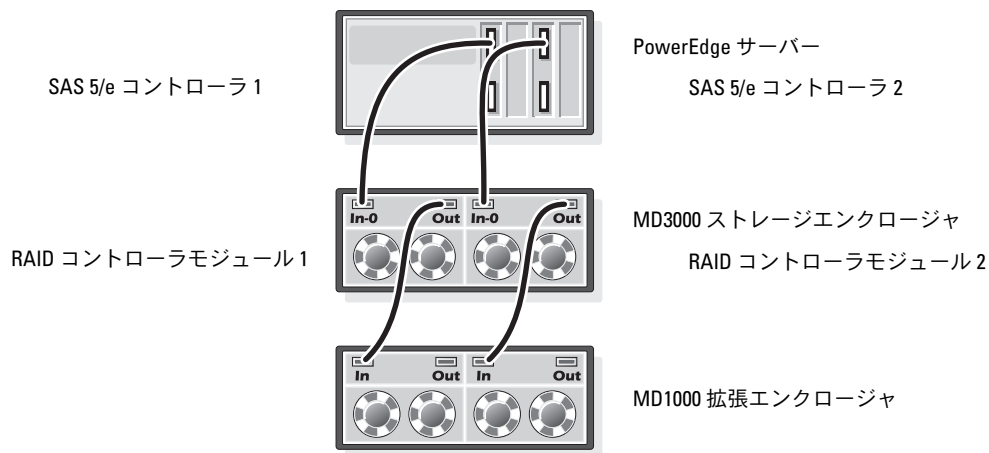 PowerEdge サーバー
SAS 5/e コントローラ 1
SAS 5/e コントローラ 2
In-0 Out In-0 Out
MD3000 ストレージエンクロージャ
RAID コントローラモジュール 1
RAID コントローラモジュール 2
In Out In Out
MD1000 拡張エンクロージャ